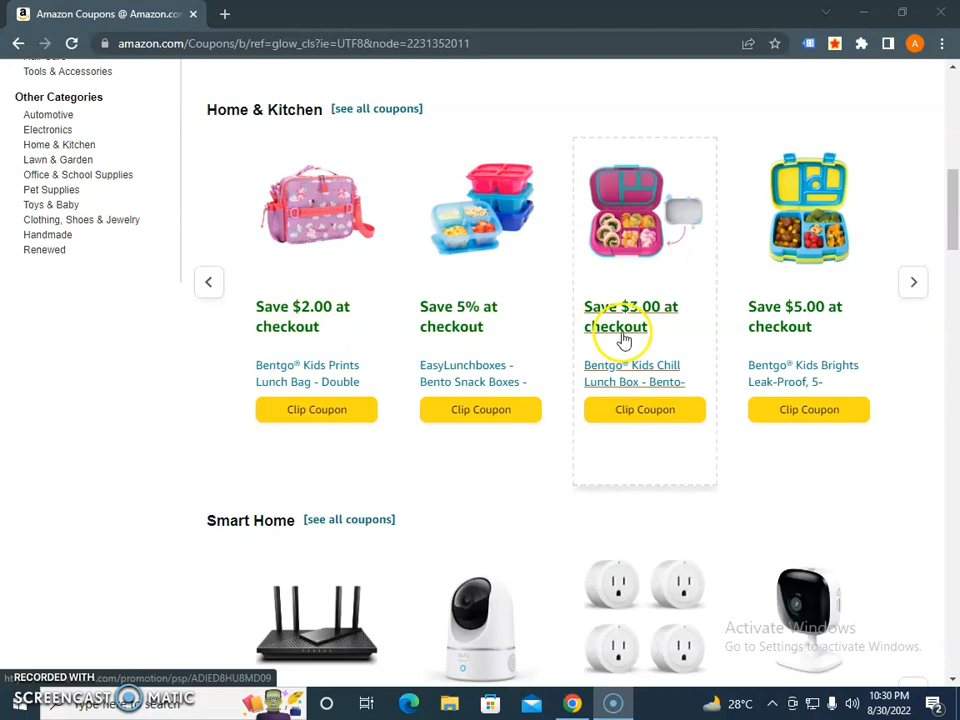 Amazon Coupons @ Amazon.co
amazon.com/Coupons/b/ref=glow_cls?ie=UTF8&node=2231352011
A
Tools & Accessories
Other Categories
Automotive
Electronics
Home & Kitchen
Lawn & Garden
Office & School Supplies
Pet Supplies
Toys & Baby
Clothing, Shoes & Jewelry
Handmade
Renewed
Home & Kitchen [see all coupons]
Save $2.00 at
checkout
Bentgo® Kids Prints
Lunch Bag - Double
Clip Coupon
Save 5% at
checkout
EasyLunchboxes -
Bento Snack Boxes -
Clip Coupon
Save $3.00 at
checkout
Bentgo® Kids Chill
Lunch Box - Bento-
Clip Coupon
Save $5.00 at
checkout
Bentgo® Kids Brights
Leak-Proof, 5-
Clip Coupon
Smart Home [see all coupons]
Activate Windows
Go to Settings to activate Windows.
RECORDED WITH
.com/promotion/psp/ADIED8HU8MD09
SCREENCAST MATIC
28°C
10:30 PM
8/30/2022
2